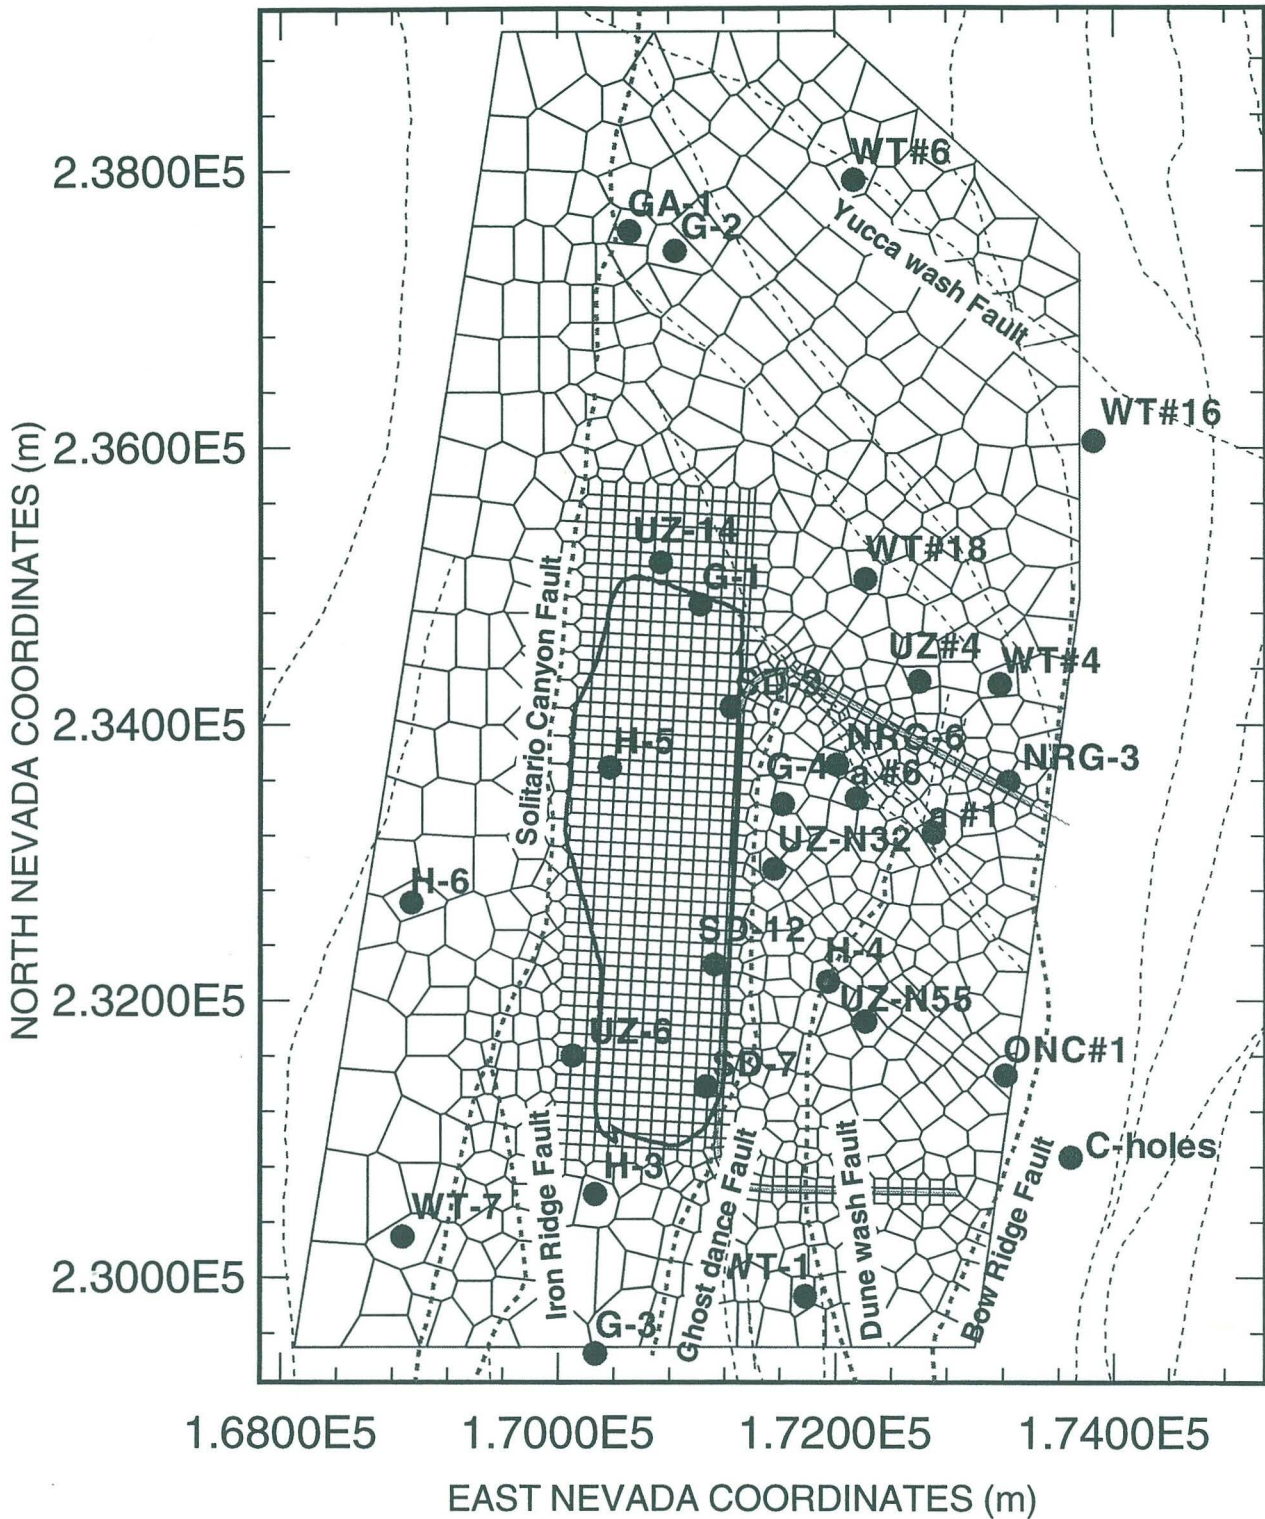 WT#6
2.3800E5
GA-1
G-2
Yucca wash Fault
WT#16
2.3600E5
UZ-14
WT#18
G-1
UZ#4
WT#4
SD-9
2.3400E5
H-5
NRG-6
NRG-3
G-4
a #6
a #1
UZ-N32
Solitario Canyon Fault
H-6
SD-12
H-4
2.3200E5
UZ-N55
UZ-6
SD-7
ONC#1
C-holes
H-3
WT-7
Iron Ridge Fault
Ghost dance Fault
Dune wash Fault
Bow Ridge Fault
2.3000E5
WT-1
G-3
NORTH NEVADA COORDINATES (m)
1.6800E5 1.7000E5 1.7200E5 1.7400E5
EAST NEVADA COORDINATES (m)